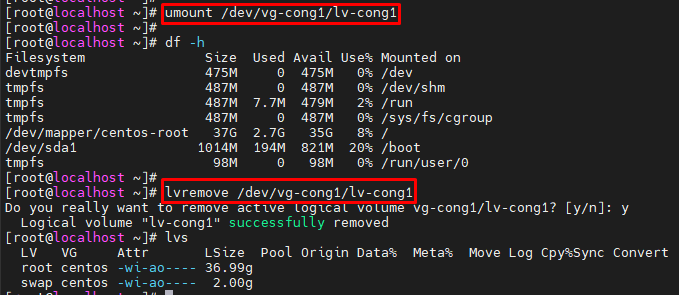 [root@localhost ~]# umount /dev/vg-cong1/lv-cong1
[root@localhost ~]#
[root@localhost ~]# df -h
Filesystem               Size  Used Avail Use% Mounted on
devtmpfs                 475M     0  475M   0% /dev
tmpfs                    487M     0  487M   0% /dev/shm
tmpfs                    487M  7.7M  479M   2% /run
tmpfs                    487M     0  487M   0% /sys/fs/cgroup
/dev/mapper/centos-root   37G  2.7G   35G   8% /
/dev/sda1               1014M  194M  821M  20% /boot
tmpfs                     98M     0   98M   0% /run/user/0
[root@localhost ~]#
[root@localhost ~]# lvremove /dev/vg-cong1/lv-cong1
Do you really want to remove active logical volume vg-cong1/lv-cong1? [y/n]: y
  Logical volume "lv-cong1" successfully removed
[root@localhost ~]# lvs
  LV   VG     Attr       LSize  Pool Origin Data%  Meta%  Move Log Cpy%Sync Convert
  root centos -wi-ao---- 36.99g
  swap centos -wi-ao----  2.00g
[root@localhost ~]#